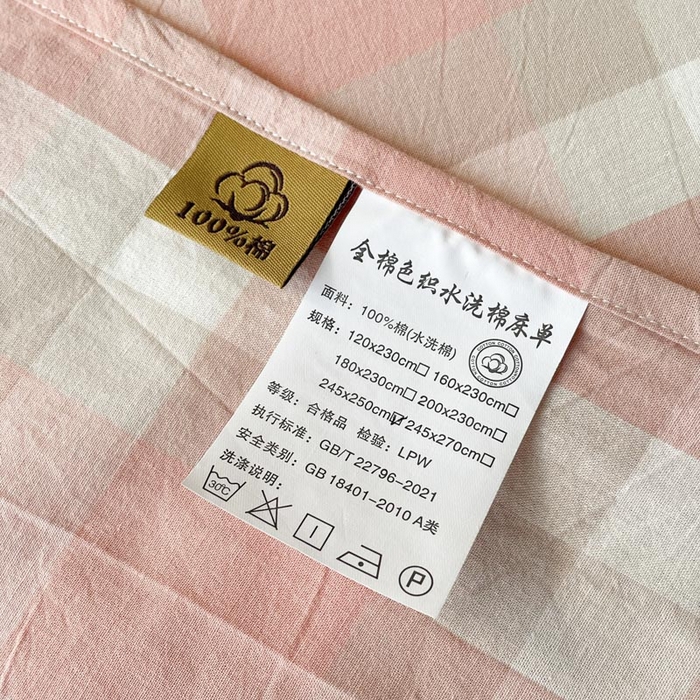 100%棉
全棉色织水洗棉床单
面料：100%棉(水洗棉)
规格：120x230cm□ 160x230cm□
180x230cm□ 200x230cm□
245x250cm☑ 245x270cm□
等级：合格品 检验：LPW
执行标准：GB/T 22796-2021
安全类别：GB 18401-2010 A类
洗涤说明：
30℃
P